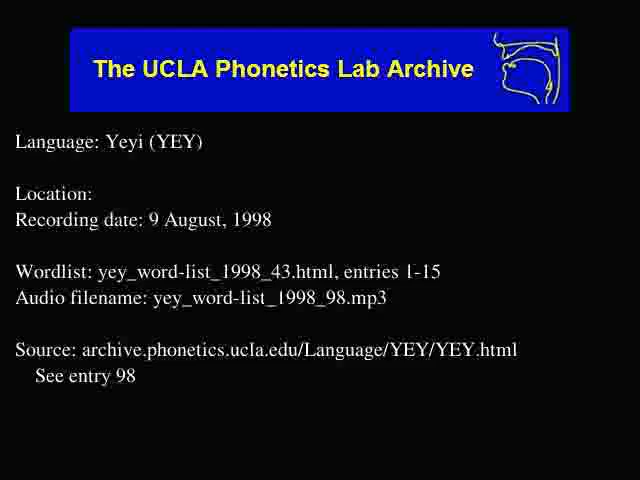 The UCLA Phonetics Lab Archive
Language: Yeyi (YEY)
Location:
Recording date: 9 August, 1998
Wordlist: yey_word-list_1998_43.html, entries 1-15
Audio filename: yey_word-list_1998_98.mp3
Source: archive.phonetics.ucla.edu/Language/YEY/YEY.html
See entry 98